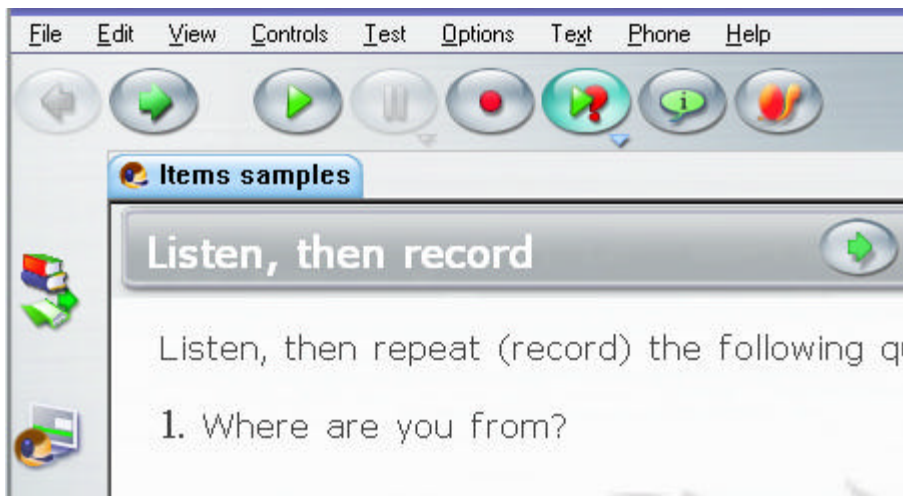 File Edit View Controls Test Options Text Phone Help
Items samples
Listen, then record
Listen, then repeat (record) the following qu
1. Where are you from?